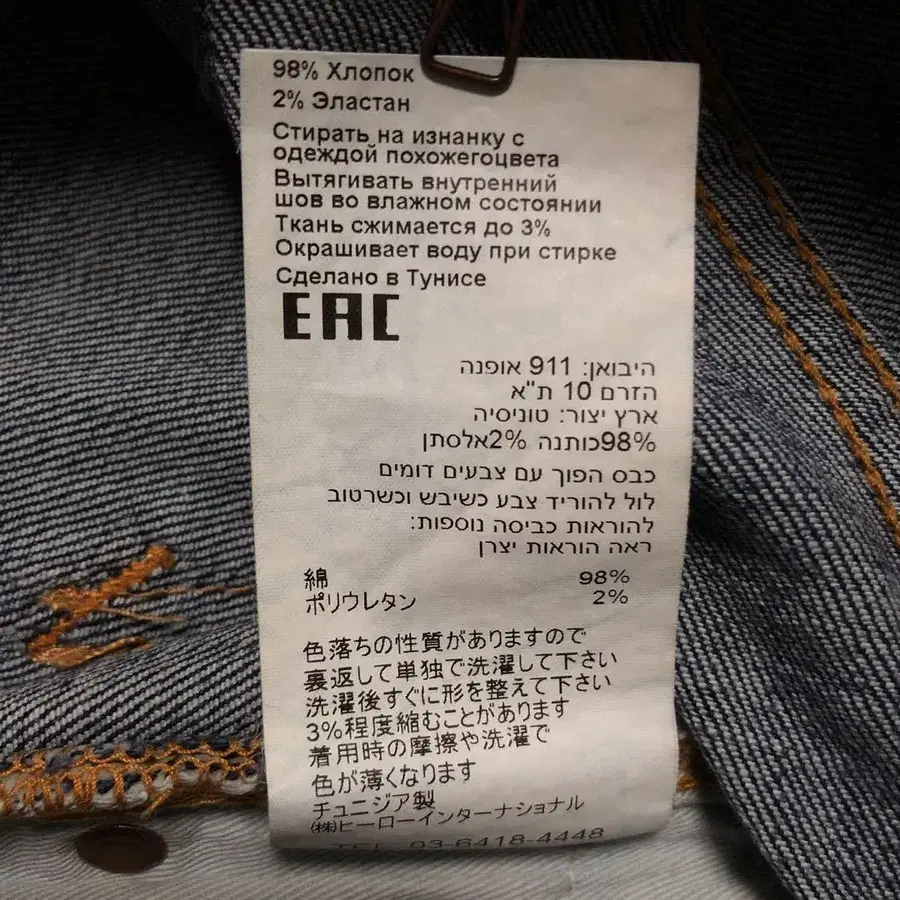 98% Хлопок
2% Эластан
Стирать на изнанку с
одеждой похожегоцвета
Вытягивать внутренний
шов во влажном состоянии
Ткань сжимается до 3%
Окрашивает воду при стирке
Сделано в Тунисе
EAC
היבואן: 911 אופנה
הזרם 10 ת"א
ארץ יצור: טוניסיה
98%כותנה 2%אלסתן
כבס הפוך עם צבעים דומים
לול להוריד צבע כשיבש וכשרטוב
להוראות כביסה נוספות:
ראה הוראות יצרן
綿 98%
ポリウレタン 2%
色落ちの性質がありますので
裏返して単独で洗濯して下さい
洗濯後すぐに形を整えて下さい
3%程度縮むことがあります
着用時の摩擦や洗濯で
色が薄くなります
チュニジア製
(株)ヒーローインターナショナル
TEL 03-6418-4448